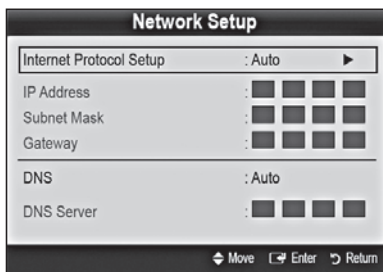 Network Setup
Internet Protocol Setup : Auto ▶
IP Address :
Subnet Mask :
Gateway :
DNS : Auto
DNS Server :
Move Enter Return